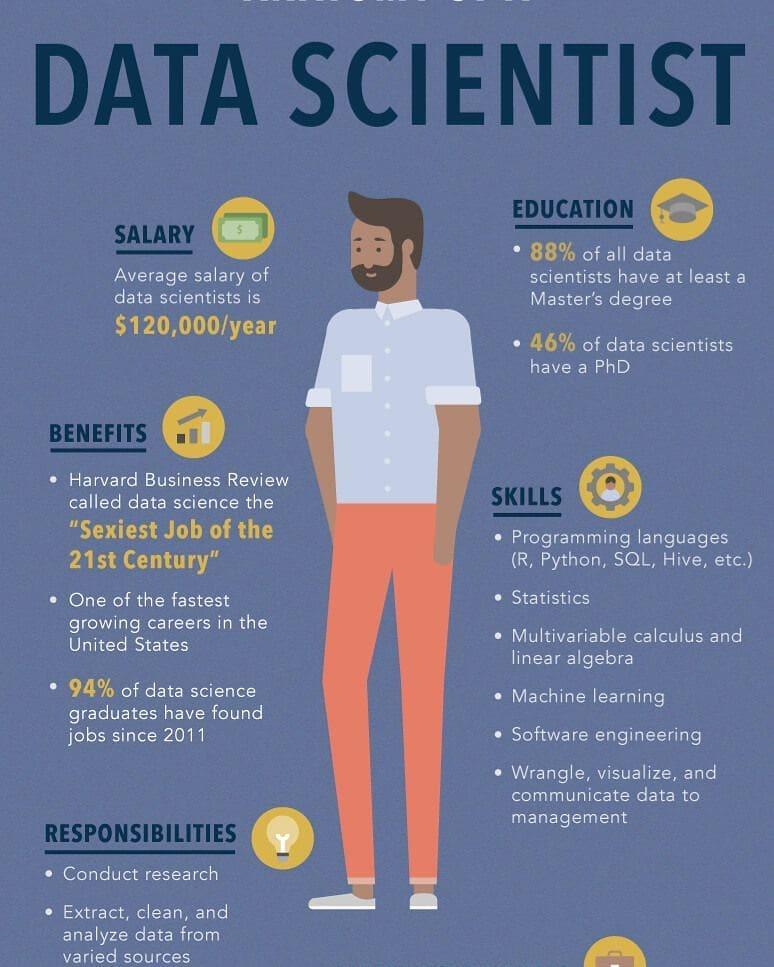 DATA SCIENTIST
SALARY
Average salary of
data scientists is
$120,000/year
EDUCATION
• 88% of all data
scientists have at least a
Master's degree
• 46% of data scientists
have a PhD
BENEFITS
• Harvard Business Review
called data science the
"Sexiest Job of the
21st Century"
• One of the fastest
growing careers in the
United States
• 94% of data science
graduates have found
jobs since 2011
SKILLS
• Programming languages
(R, Python, SQL, Hive, etc.)
• Statistics
• Multivariable calculus and
linear algebra
• Machine learning
• Software engineering
• Wrangle, visualize, and
communicate data to
management
RESPONSIBILITIES
• Conduct research
• Extract, clean, and
analyze data from
varied sources